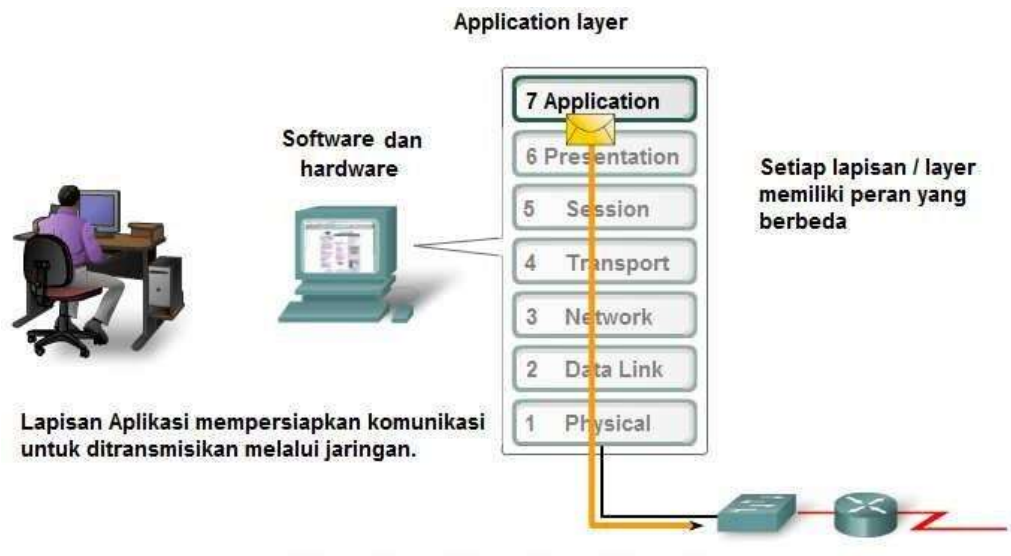 Application layer
Software dan
hardware
7 Application
6 Presentation
5 Session
4 Transport
3 Network
2 Data Link
1 Physical
Setiap lapisan / layer
memiliki peran yang
berbeda
Lapisan Aplikasi mempersiapkan komunikasi
untuk ditransmisikan melalui jaringan.